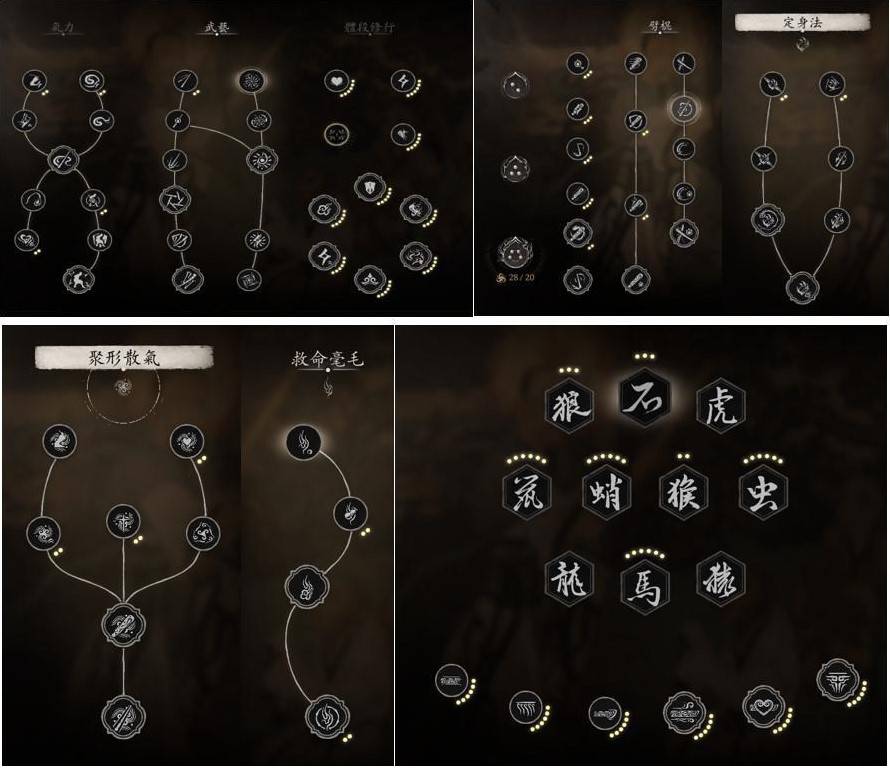 氣力 武藝 體段修行
劈棍
28 / 20
定身法
聚形散氣
救命毫毛
狼 石 虎
鼠 蛸 猴 虫
龍 馬 猿